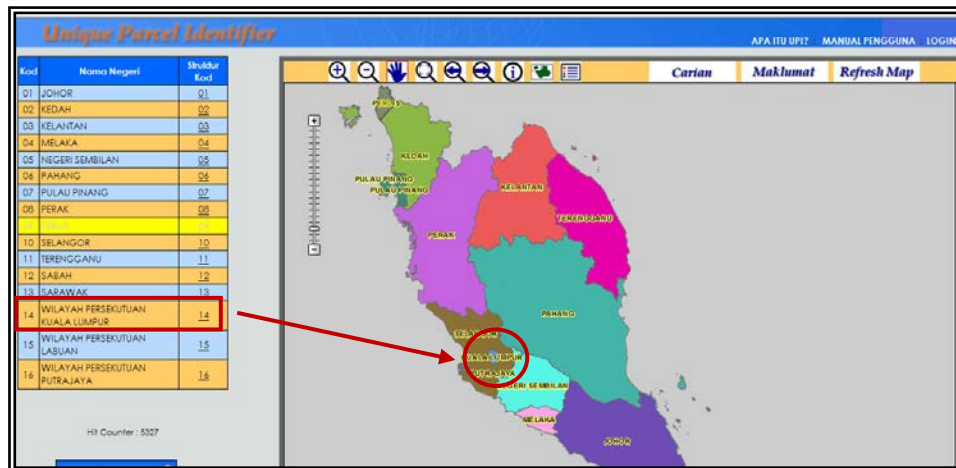 Unique Parcel Identifier
APA ITU UPI? MANUAL PENGGUNA LOGIN
Kod Nama Negeri Struktur Kod
01 JOHOR 01
02 KEDAH 02
03 KELANTAN 03
04 MELAKA 04
05 NEGERI SEMBILAN 05
06 PAHANG 06
07 PULAU PINANG 07
08 PERAK 08
10 SELANGOR 10
11 TERENGGANU 11
12 SABAH 12
13 SARAWAK 13
14 WILAYAH PERSEKUTUAN
KUALA LUMPUR 14
15 WILAYAH PERSEKUTUAN
LABUAN 15
16 WILAYAH PERSEKUTUAN
PUTRAJAYA 16
Hit Counter : 5327
Carian Maklumat Refresh Map
PERLIS
KEDAH
PULAU PINANG
PULAU PINANG
KELANTAN
TERENGGANU
PERAK
PAHANG
SELANGOR
KUALA LUMPUR
PUTRAJAYA
NEGERI SEMBILAN
MELAKA
JOHOR